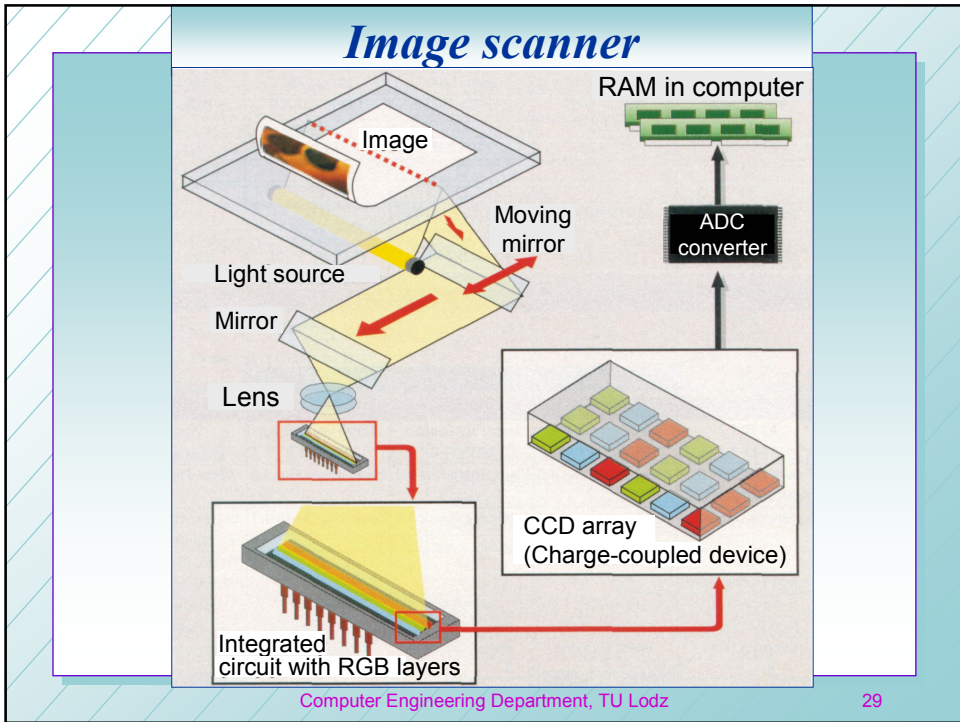 Image scanner
RAM in computer
Image
Moving
mirror
ADC
converter
Light source
Mirror
Lens
CCD array
(Charge-coupled device)
Integrated
circuit with RGB layers
Computer Engineering Department, TU Lodz
29